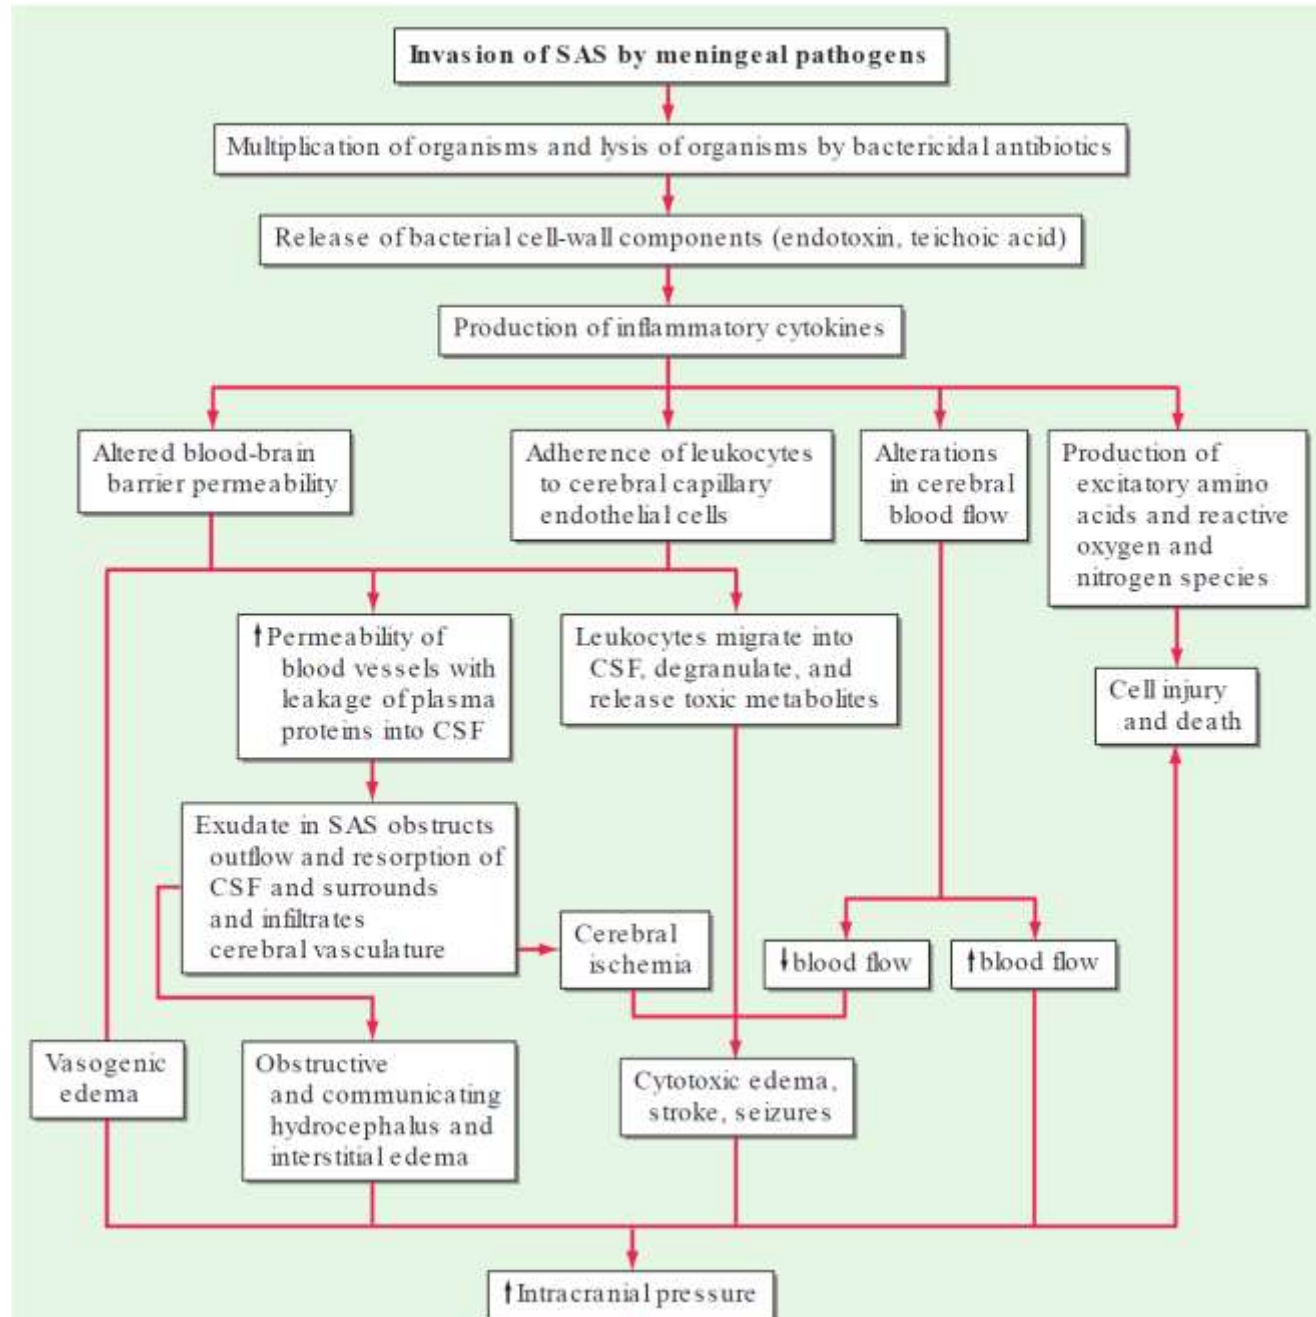 Invasion of SAS by meningeal pathogens
Multiplication of organisms and lysis of organisms by bactericidal antibiotics
Release of bacterial cell-wall components (endotoxin, teichoic acid)
Production of inflammatory cytokines
Altered blood-brain
barrier permeability
Adherence of leukocytes
to cerebral capillary
endothelial cells
Alterations
in cerebral
blood flow
Production of
excitatory amino
acids and reactive
oxygen and
nitrogen species
↑Permeability of
blood vessels with
leakage of plasma
proteins into CSF
Leukocytes migrate into
CSF, degranulate, and
release toxic metabolites
Cell injury
and death
Exudate in SAS obstructs
outflow and resorption of
CSF and surrounds
and infiltrates
cerebral vasculature
Cerebral
ischemia
↓blood flow
↑blood flow
Vasogenic
edema
Obstructive
and communicating
hydrocephalus and
interstitial edema
Cytotoxic edema,
stroke, seizures
↑Intracranial pressure